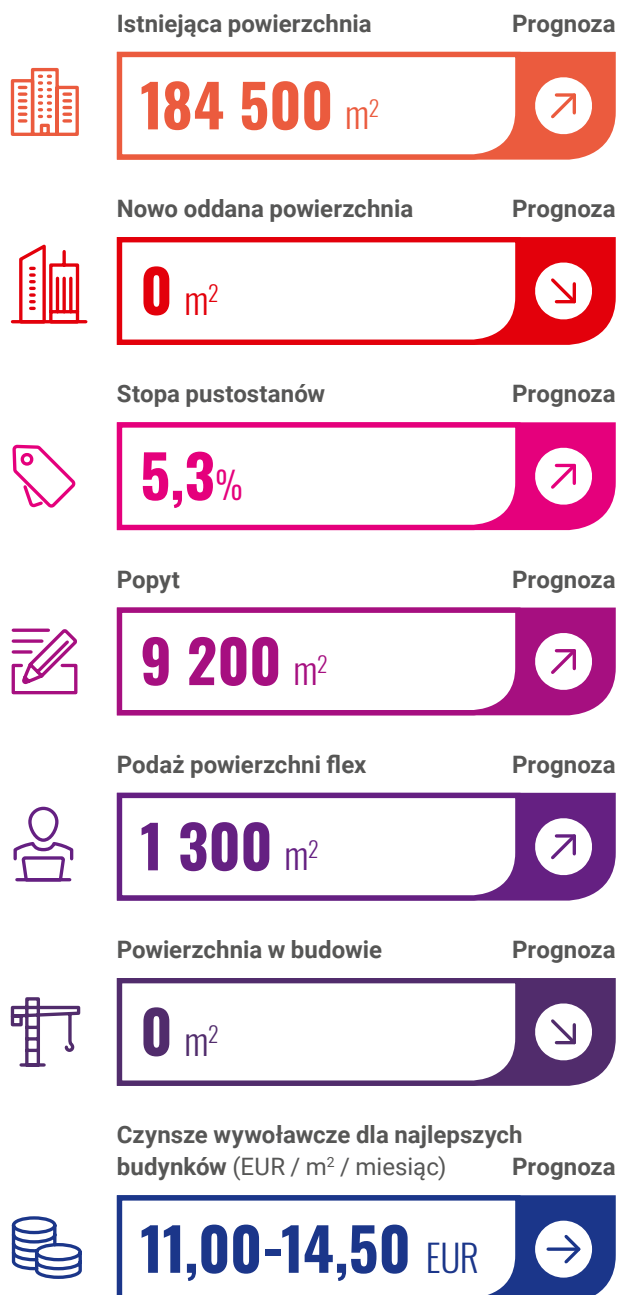 Istniejąca powierzchnia Prognoza
184 500 m²
Nowo oddana powierzchnia Prognoza
0 m²
Stopa pustostanów Prognoza
5,3%
Popyt Prognoza
9 200 m²
Podaż powierzchni flex Prognoza
1 300 m²
Powierzchnia w budowie Prognoza
0 m²
Czynsze wywoławcze dla najlepszych
budynków (EUR / m² / miesiąc) Prognoza
11,00-14,50 EUR